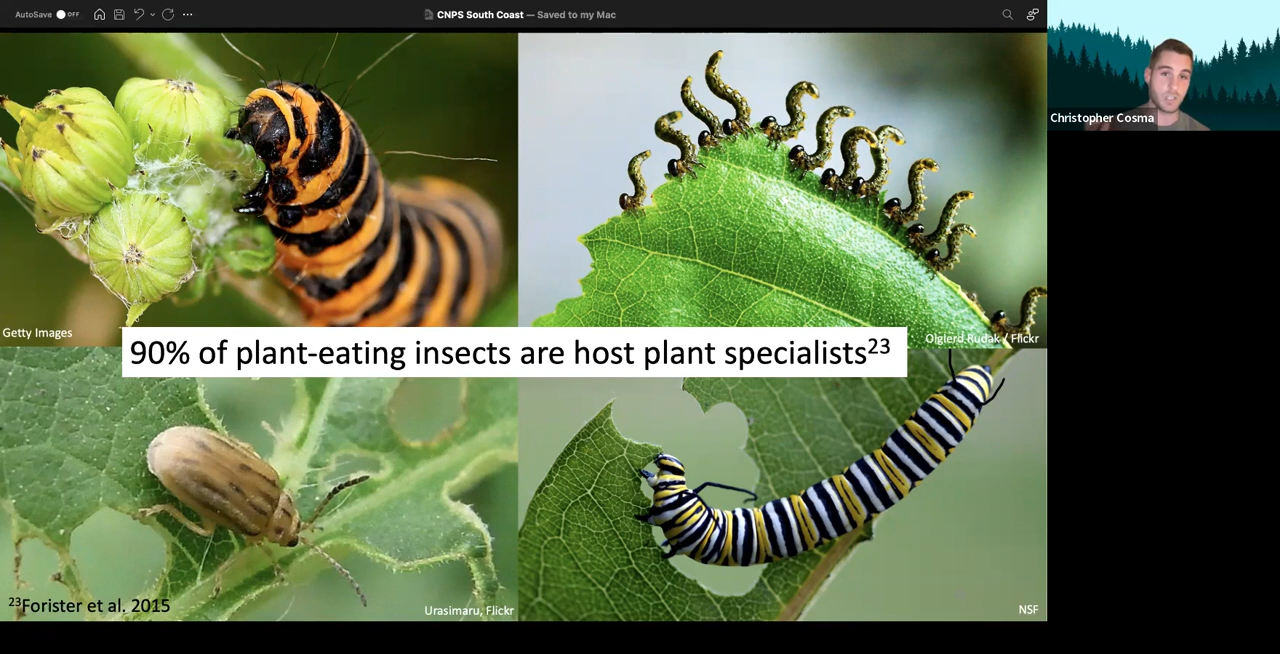 AutoSave OFF
CNPS South Coast — Saved to my Mac
Christopher Cosma
Getty Images
Olgierd Rudak / Flickr
90% of plant-eating insects are host plant specialists23
23Forister et al. 2015
Urasimaru, Flickr
NSF